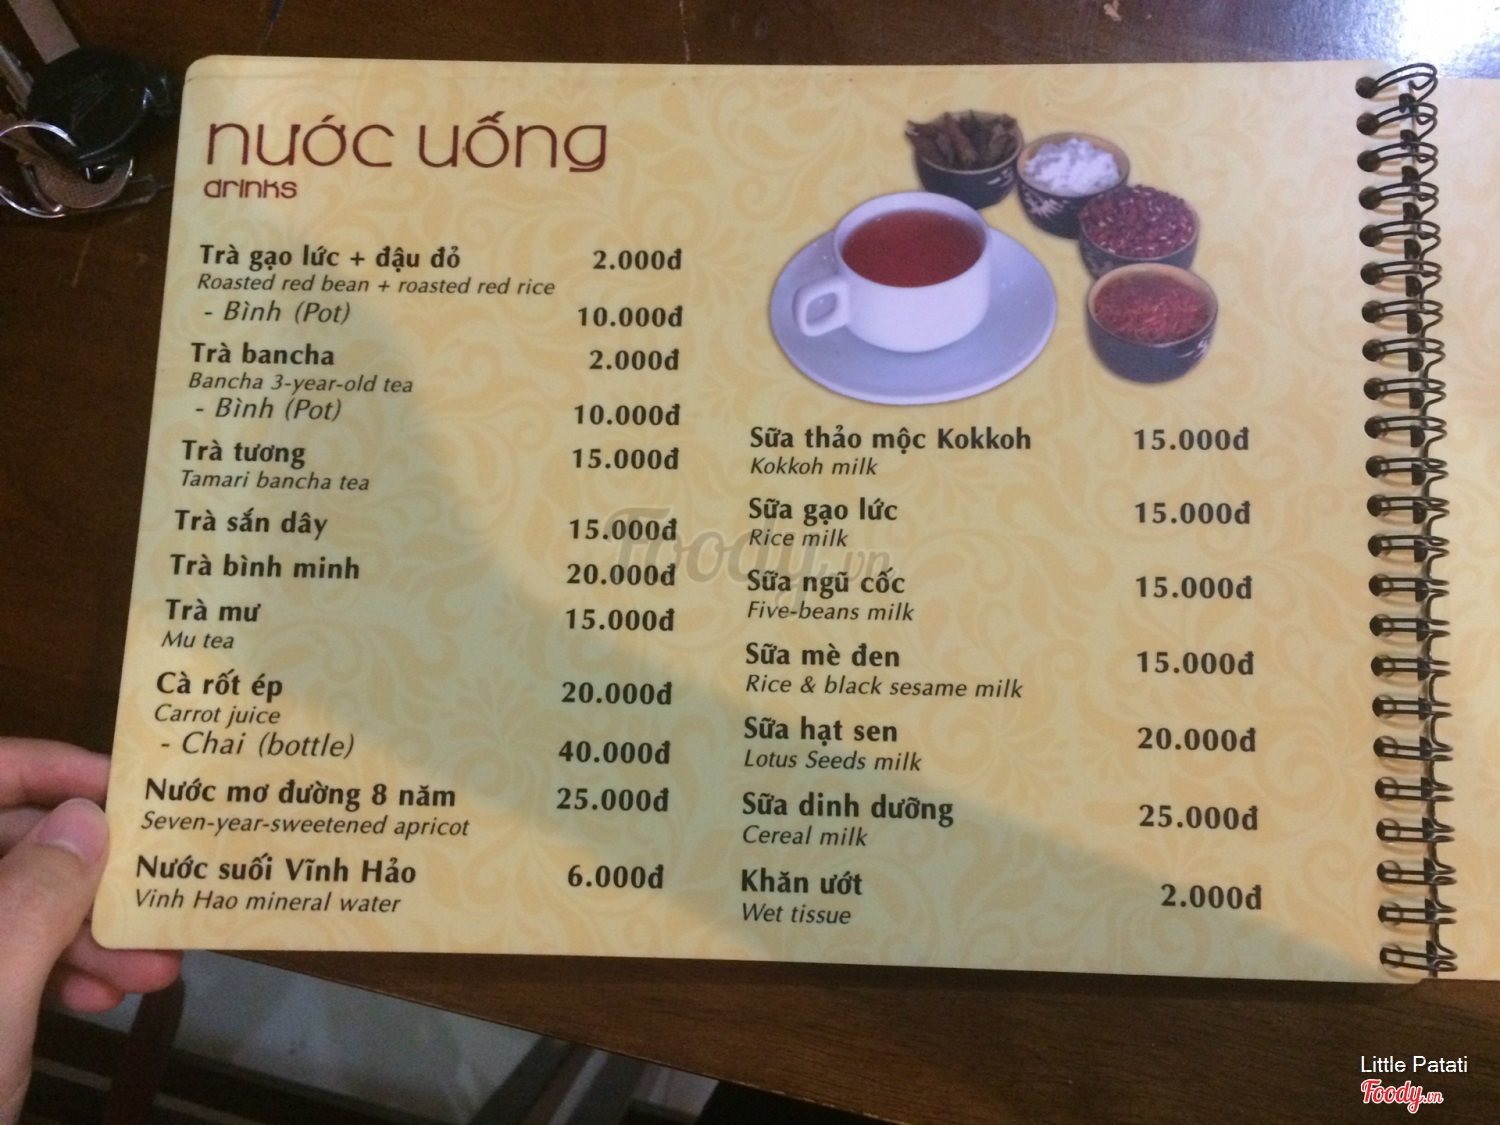 nước uống
drinks
Trà gạo lức + đậu đỏ 2.000đ
Roasted red bean + roasted red rice
- Bình (Pot) 10.000đ
Trà bancha 2.000đ
Bancha 3-year-old tea
- Bình (Pot) 10.000đ
Trà tương 15.000đ
Tamari bancha tea
Trà sắn dây 15.000đ
Trà bình minh 20.000đ
Trà mư 15.000đ
Mu tea
Cà rốt ép 20.000đ
Carrot juice
- Chai (bottle) 40.000đ
Nước mơ đường 8 năm 25.000đ
Seven-year-sweetened apricot
Nước suối Vĩnh Hảo 6.000đ
Vinh Hao mineral water
Sữa thảo mộc Kokkoh 15.000đ
Kokkoh milk
Sữa gạo lức 15.000đ
Rice milk
Sữa ngũ cốc 15.000đ
Five-beans milk
Sữa mè đen 15.000đ
Rice & black sesame milk
Sữa hạt sen 20.000đ
Lotus Seeds milk
Sữa dinh dưỡng 25.000đ
Cereal milk
Khăn ướt 2.000đ
Wet tissue
Foody.vn
Little Patati
Foody.vn